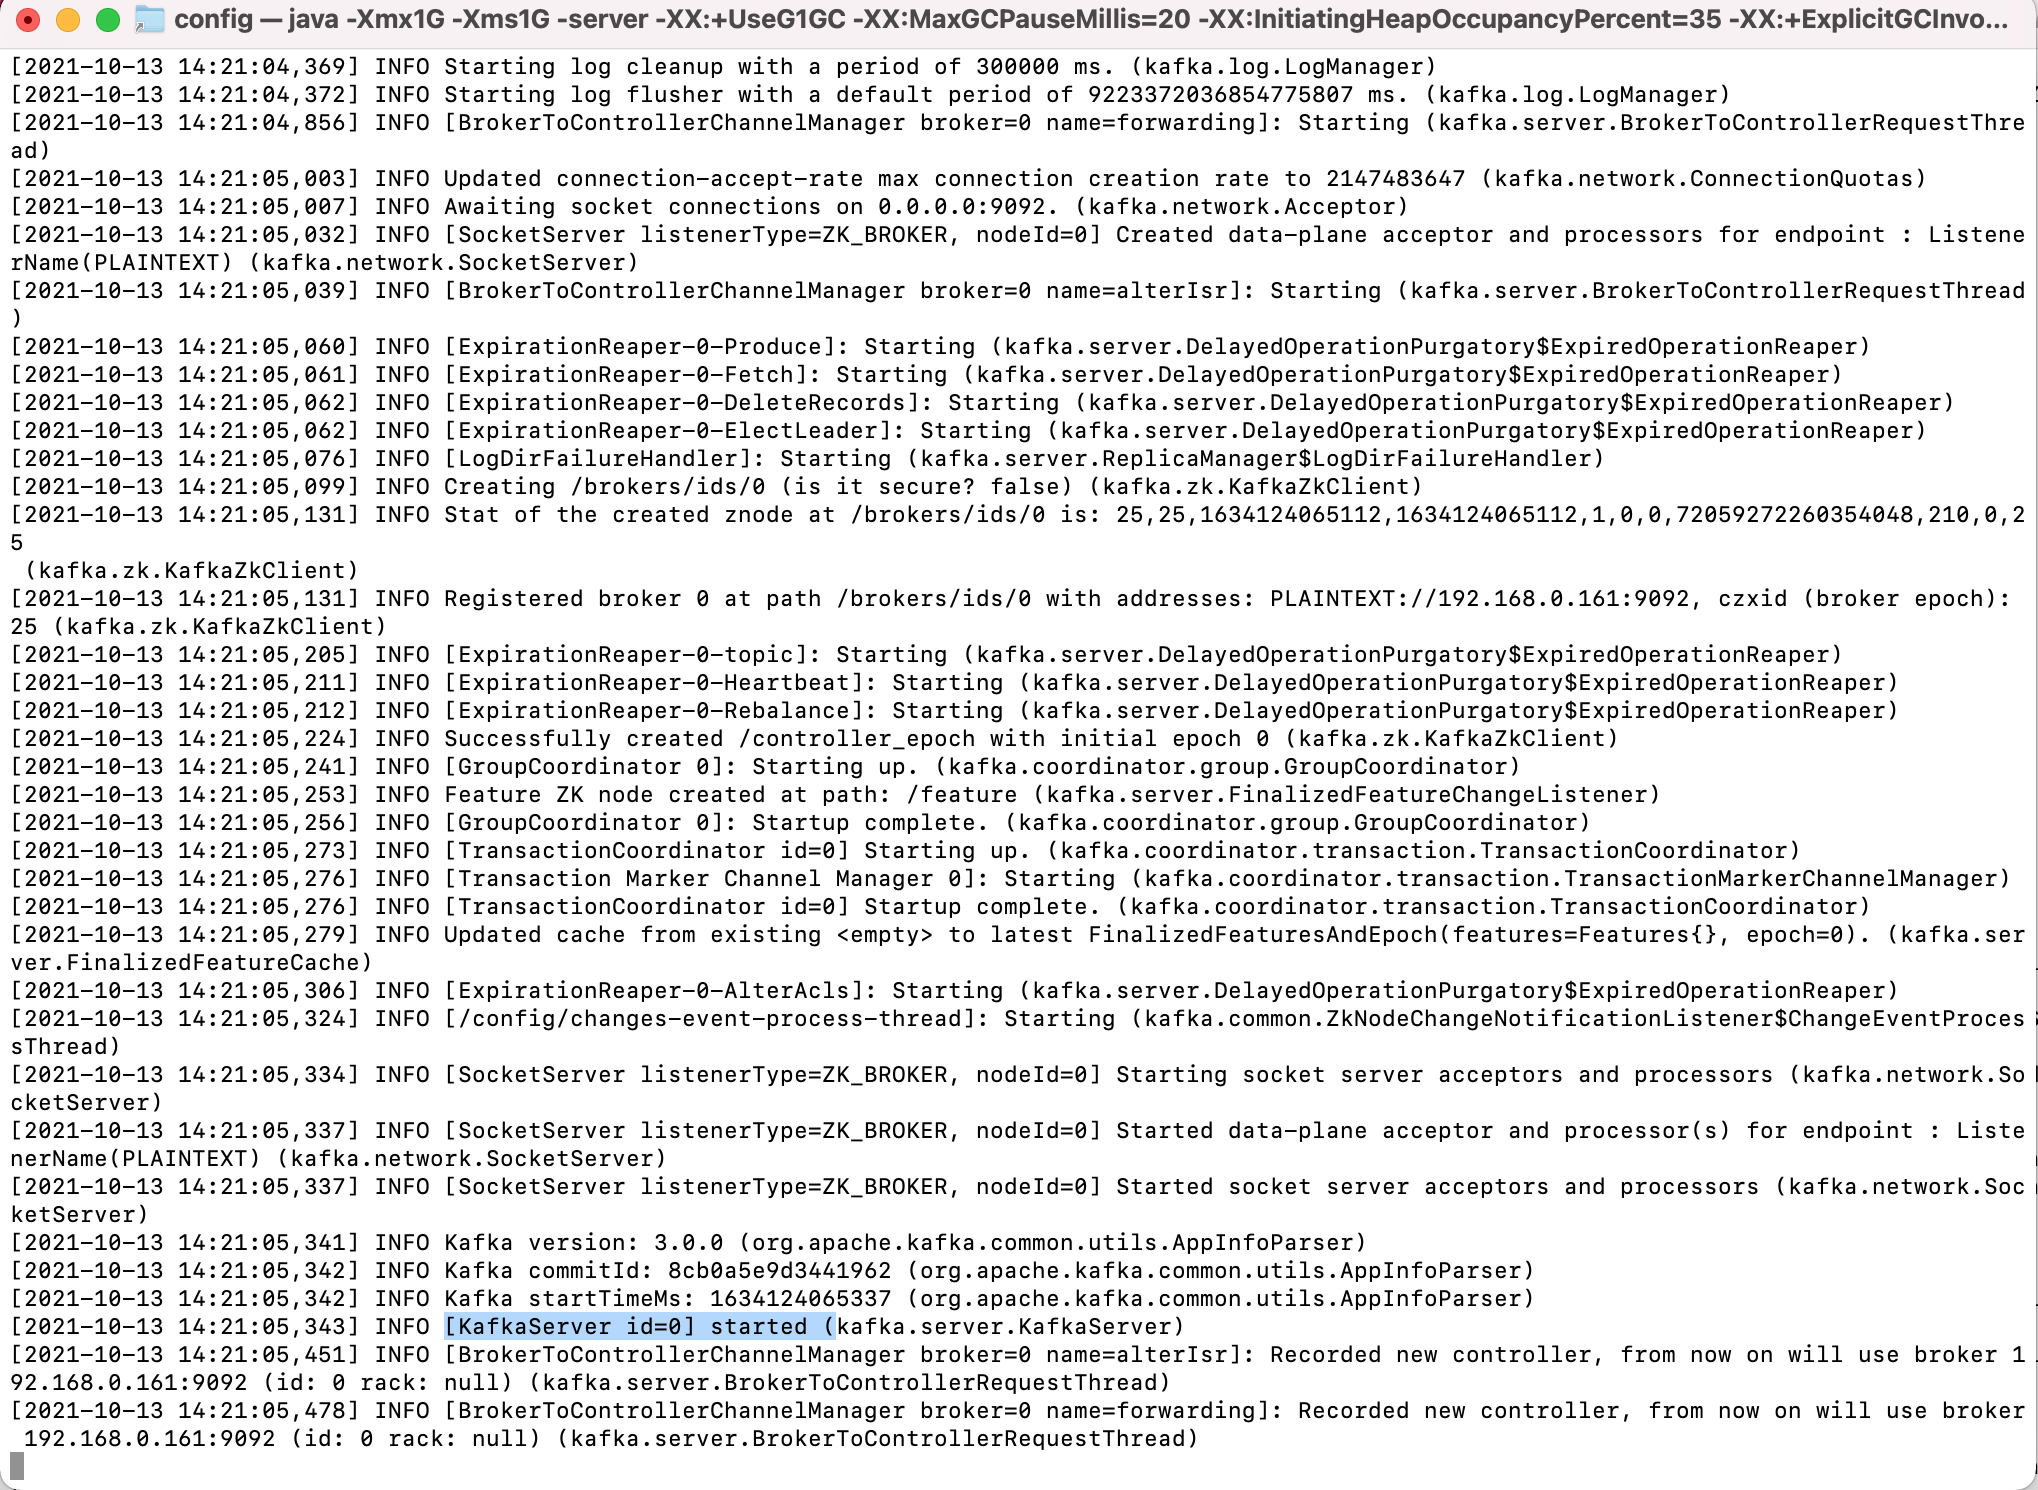 config — java -Xmx1G -Xms1G -server -XX:+UseG1GC -XX:MaxGCPauseMillis=20 -XX:InitiatingHeapOccupancyPercent=35 -XX:+ExplicitGCInvo...
[2021-10-13 14:21:04,369] INFO Starting log cleanup with a period of 300000 ms. (kafka.log.LogManager)
[2021-10-13 14:21:04,372] INFO Starting log flusher with a default period of 9223372036854775807 ms. (kafka.log.LogManager)
[2021-10-13 14:21:04,856] INFO [BrokerToControllerChannelManager broker=0 name=forwarding]: Starting (kafka.server.BrokerToControllerRequestThre
ad)
[2021-10-13 14:21:05,003] INFO Updated connection-accept-rate max connection creation rate to 2147483647 (kafka.network.ConnectionQuotas)
[2021-10-13 14:21:05,007] INFO Awaiting socket connections on 0.0.0.0:9092. (kafka.network.Acceptor)
[2021-10-13 14:21:05,032] INFO [SocketServer listenerType=ZK_BROKER, nodeId=0] Created data-plane acceptor and processors for endpoint : Listene
rName(PLAINTEXT) (kafka.network.SocketServer)
[2021-10-13 14:21:05,039] INFO [BrokerToControllerChannelManager broker=0 name=alterIsr]: Starting (kafka.server.BrokerToControllerRequestThread
)
[2021-10-13 14:21:05,060] INFO [ExpirationReaper-0-Produce]: Starting (kafka.server.DelayedOperationPurgatory$ExpiredOperationReaper)
[2021-10-13 14:21:05,061] INFO [ExpirationReaper-0-Fetch]: Starting (kafka.server.DelayedOperationPurgatory$ExpiredOperationReaper)
[2021-10-13 14:21:05,062] INFO [ExpirationReaper-0-DeleteRecords]: Starting (kafka.server.DelayedOperationPurgatory$ExpiredOperationReaper)
[2021-10-13 14:21:05,062] INFO [ExpirationReaper-0-ElectLeader]: Starting (kafka.server.DelayedOperationPurgatory$ExpiredOperationReaper)
[2021-10-13 14:21:05,076] INFO [LogDirFailureHandler]: Starting (kafka.server.ReplicaManager$LogDirFailureHandler)
[2021-10-13 14:21:05,099] INFO Creating /brokers/ids/0 (is it secure? false) (kafka.zk.KafkaZkClient)
[2021-10-13 14:21:05,131] INFO Stat of the created znode at /brokers/ids/0 is: 25,25,1634124065112,1634124065112,1,0,0,72059272260354048,210,0,2
5
 (kafka.zk.KafkaZkClient)
[2021-10-13 14:21:05,131] INFO Registered broker 0 at path /brokers/ids/0 with addresses: PLAINTEXT://192.168.0.161:9092, czxid (broker epoch):
25 (kafka.zk.KafkaZkClient)
[2021-10-13 14:21:05,205] INFO [ExpirationReaper-0-topic]: Starting (kafka.server.DelayedOperationPurgatory$ExpiredOperationReaper)
[2021-10-13 14:21:05,211] INFO [ExpirationReaper-0-Heartbeat]: Starting (kafka.server.DelayedOperationPurgatory$ExpiredOperationReaper)
[2021-10-13 14:21:05,212] INFO [ExpirationReaper-0-Rebalance]: Starting (kafka.server.DelayedOperationPurgatory$ExpiredOperationReaper)
[2021-10-13 14:21:05,224] INFO Successfully created /controller_epoch with initial epoch 0 (kafka.zk.KafkaZkClient)
[2021-10-13 14:21:05,241] INFO [GroupCoordinator 0]: Starting up. (kafka.coordinator.group.GroupCoordinator)
[2021-10-13 14:21:05,253] INFO Feature ZK node created at path: /feature (kafka.server.FinalizedFeatureChangeListener)
[2021-10-13 14:21:05,256] INFO [GroupCoordinator 0]: Startup complete. (kafka.coordinator.group.GroupCoordinator)
[2021-10-13 14:21:05,273] INFO [TransactionCoordinator id=0] Starting up. (kafka.coordinator.transaction.TransactionCoordinator)
[2021-10-13 14:21:05,276] INFO [Transaction Marker Channel Manager 0]: Starting (kafka.coordinator.transaction.TransactionMarkerChannelManager)
[2021-10-13 14:21:05,276] INFO [TransactionCoordinator id=0] Startup complete. (kafka.coordinator.transaction.TransactionCoordinator)
[2021-10-13 14:21:05,279] INFO Updated cache from existing <empty> to latest FinalizedFeaturesAndEpoch(features=Features{}, epoch=0). (kafka.ser
ver.FinalizedFeatureCache)
[2021-10-13 14:21:05,306] INFO [ExpirationReaper-0-AlterAcls]: Starting (kafka.server.DelayedOperationPurgatory$ExpiredOperationReaper)
[2021-10-13 14:21:05,324] INFO [/config/changes-event-process-thread]: Starting (kafka.common.ZkNodeChangeNotificationListener$ChangeEventProces
sThread)
[2021-10-13 14:21:05,334] INFO [SocketServer listenerType=ZK_BROKER, nodeId=0] Starting socket server acceptors and processors (kafka.network.So
cketServer)
[2021-10-13 14:21:05,337] INFO [SocketServer listenerType=ZK_BROKER, nodeId=0] Started data-plane acceptor and processor(s) for endpoint : Liste
nerName(PLAINTEXT) (kafka.network.SocketServer)
[2021-10-13 14:21:05,337] INFO [SocketServer listenerType=ZK_BROKER, nodeId=0] Started socket server acceptors and processors (kafka.network.Soc
ketServer)
[2021-10-13 14:21:05,341] INFO Kafka version: 3.0.0 (org.apache.kafka.common.utils.AppInfoParser)
[2021-10-13 14:21:05,342] INFO Kafka commitId: 8cb0a5e9d3441962 (org.apache.kafka.common.utils.AppInfoParser)
[2021-10-13 14:21:05,342] INFO Kafka startTimeMs: 1634124065337 (org.apache.kafka.common.utils.AppInfoParser)
[2021-10-13 14:21:05,343] INFO [KafkaServer id=0] started (kafka.server.KafkaServer)
[2021-10-13 14:21:05,451] INFO [BrokerToControllerChannelManager broker=0 name=alterIsr]: Recorded new controller, from now on will use broker 1
92.168.0.161:9092 (id: 0 rack: null) (kafka.server.BrokerToControllerRequestThread)
[2021-10-13 14:21:05,478] INFO [BrokerToControllerChannelManager broker=0 name=forwarding]: Recorded new controller, from now on will use broker
 192.168.0.161:9092 (id: 0 rack: null) (kafka.server.BrokerToControllerRequestThread)